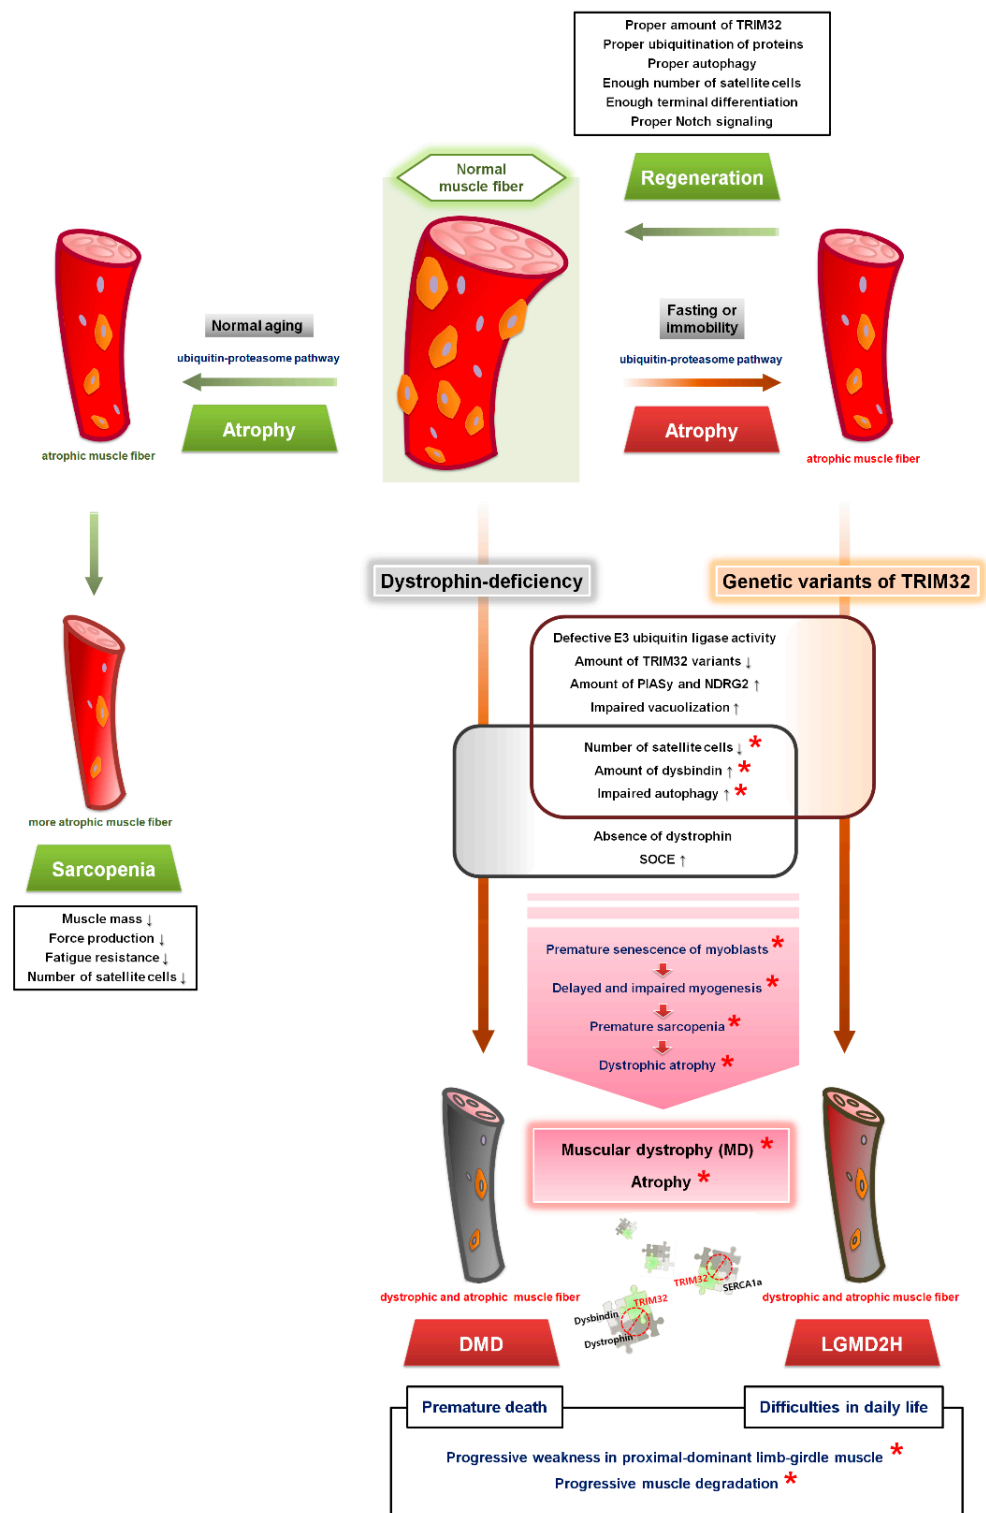 Proper amount of TRIM32
Proper ubiquitination of proteins
Proper autophagy
Enough number of satellite cells
Enough terminal differentiation
Proper Notch signaling
Normal
muscle fiber
Regeneration
Normal aging
ubiquitin-proteasome pathway
Atrophy
atrophic muscle fiber
Fasting or
immobility
ubiquitin-proteasome pathway
Atrophy
atrophic muscle fiber
Dystrophin-deficiency
Genetic variants of TRIM32
Defective E3 ubiquitin ligase activity
Amount of TRIM32 variants ↓
Amount of PIASy and NDRG2 ↑
Impaired vacuolization ↑
Number of satellite cells ↓ *
Amount of dysbindin ↑ *
Impaired autophagy ↑ *
Absence of dystrophin
SOCE ↑
more atrophic muscle fiber
Sarcopenia
Muscle mass ↓
Force production ↓
Fatigue resistance ↓
Number of satellite cells ↓
Premature senescence of myoblasts *
Delayed and impaired myogenesis *
Premature sarcopenia *
Dystrophic atrophy *
Muscular dystrophy (MD) *
Atrophy *
TRIM32
SERCA1a
TRIM32
Dysbindin
Dystrophin
dystrophic and atrophic muscle fiber
DMD
dystrophic and atrophic muscle fiber
LGMD2H
Premature death
Difficulties in daily life
Progressive weakness in proximal-dominant limb-girdle muscle *
Progressive muscle degradation *